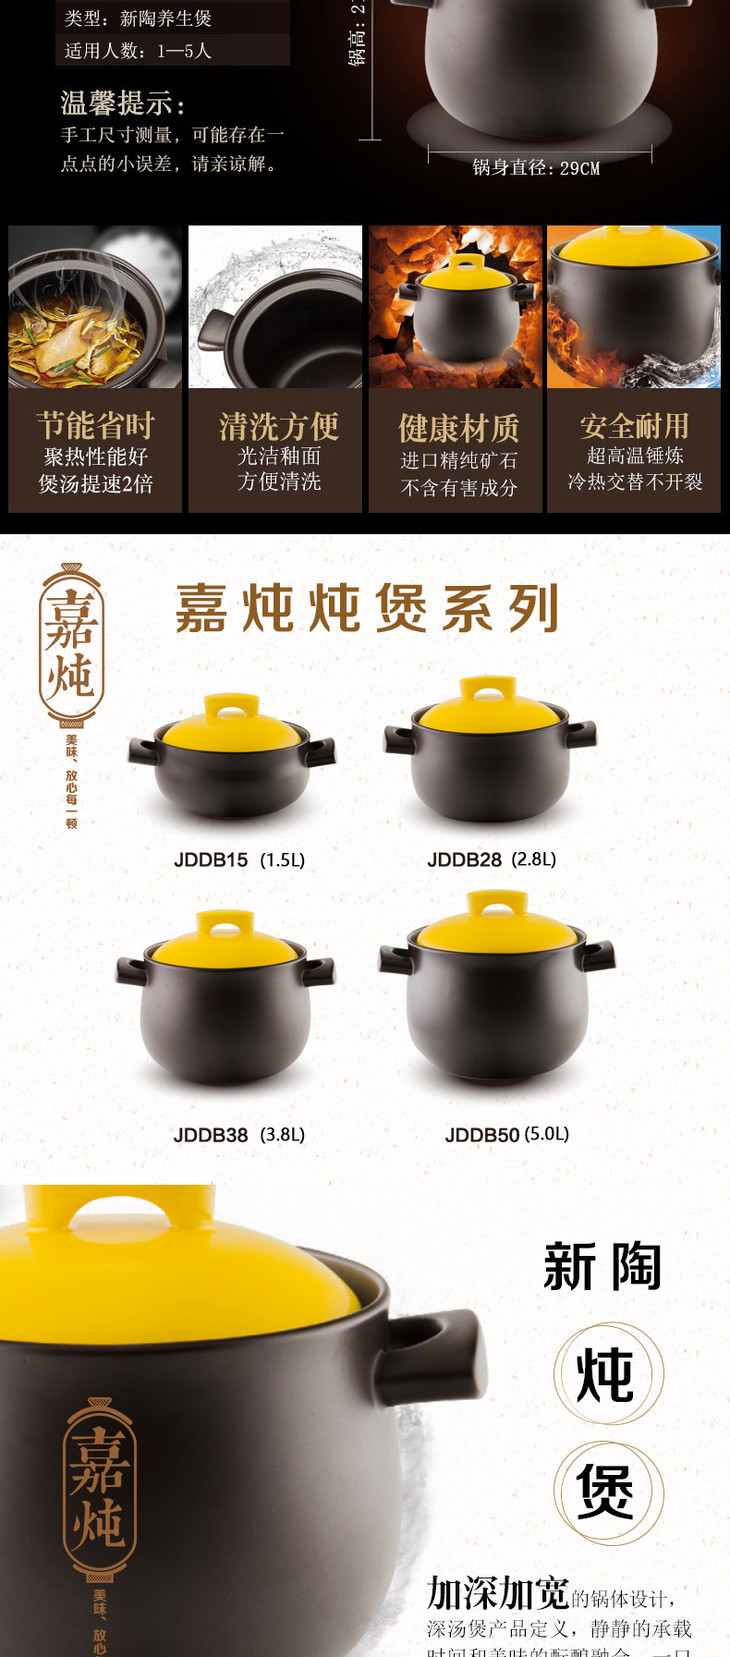 类型：新陶养生煲
适用人数：1—5人
温馨提示：
手工尺寸测量，可能存在一
点点的小误差，请亲谅解。
锅高：2
锅身直径：29CM
节能省时
聚热性能好
煲汤提速2倍
清洗方便
光洁釉面
方便清洗
健康材质
进口精纯矿石
不含有害成分
安全耐用
超高温锤炼
冷热交替不开裂
嘉炖
美味，放心每一顿
嘉炖炖煲系列
JDDB15 (1.5L)
JDDB28 (2.8L)
JDDB38 (3.8L)
JDDB50 (5.0L)
新陶
炖
煲
嘉炖
美味，放心
加深加宽的锅体设计，
深汤煲产品定义，静静的承载
时间和美味的酝酿融合，一口